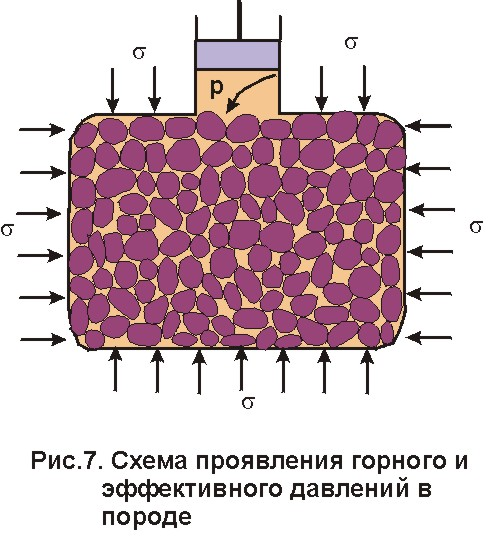 σ
σ
p
σ
σ
σ
Рис.7. Схема проявления горного и
эффективного давлений в
породе